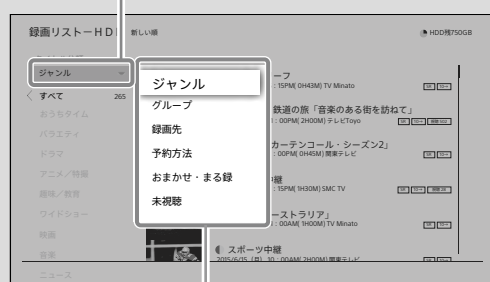 録画リストーHD
新しい順
HDD残750GB
ジャンル
すべて 265
おうちタイム
バラエティ
ドラマ
アニメ/特撮
趣味/教育
ワイドショー
映画
音楽
ニュース
ジャンル
グループ
録画先
予約方法
おまかせ・まる録
未視聴
ーフ
: 15PM( 0H43M) TV Minato
鉄道の旅「音楽のある街を訪ねて」
: 00PM( 2H00M) テレビToyo
カーテンコール・シーズン2」
: 00PM( 0H45M) 関東テレビ
中継
: 15PM( 1H30M) SMC TV
ーストラリア」
: 00AM( 1H00M) TV Minato
スポーツ中継
2015/6/15 (月) 10 : 00AM( 2H00M) 関東テレビ